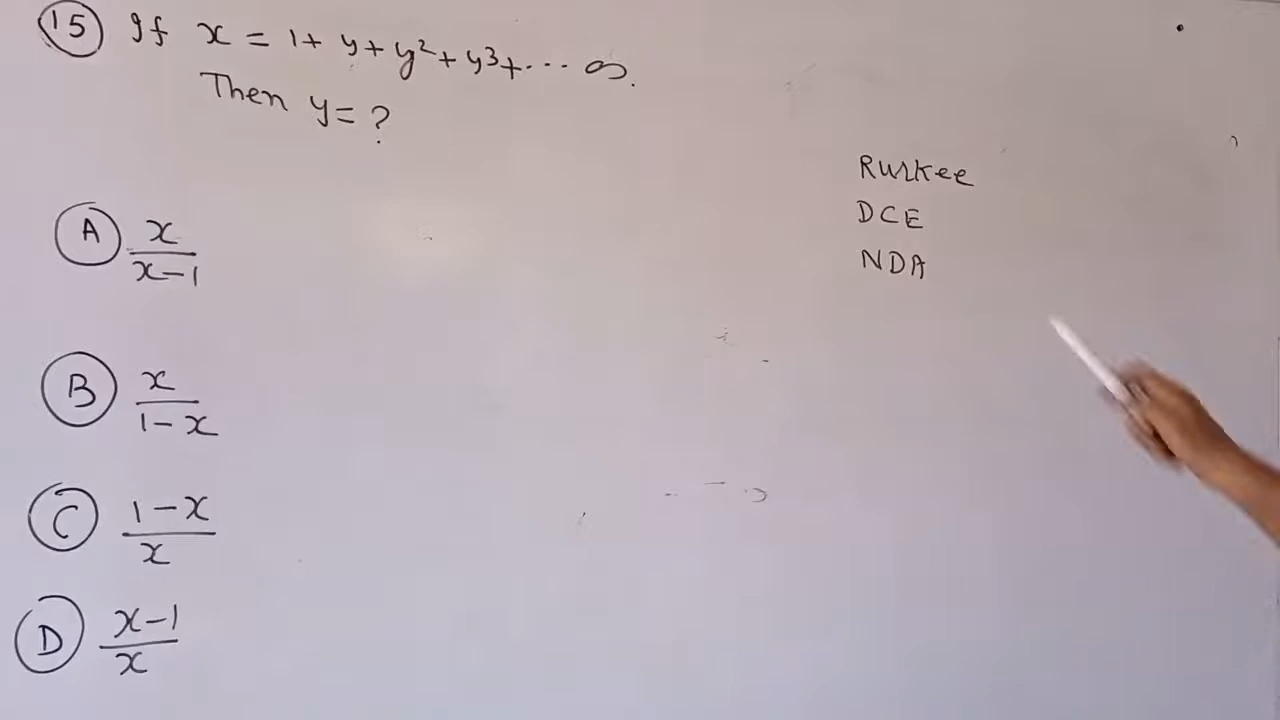 15 If x = 1 + y + y² + y³ + ... ∞.
Then y = ?
A x/(x-1)
B x/(1-x)
C (1-x)/x
D (x-1)/x
Rurkee
DCE
NDA